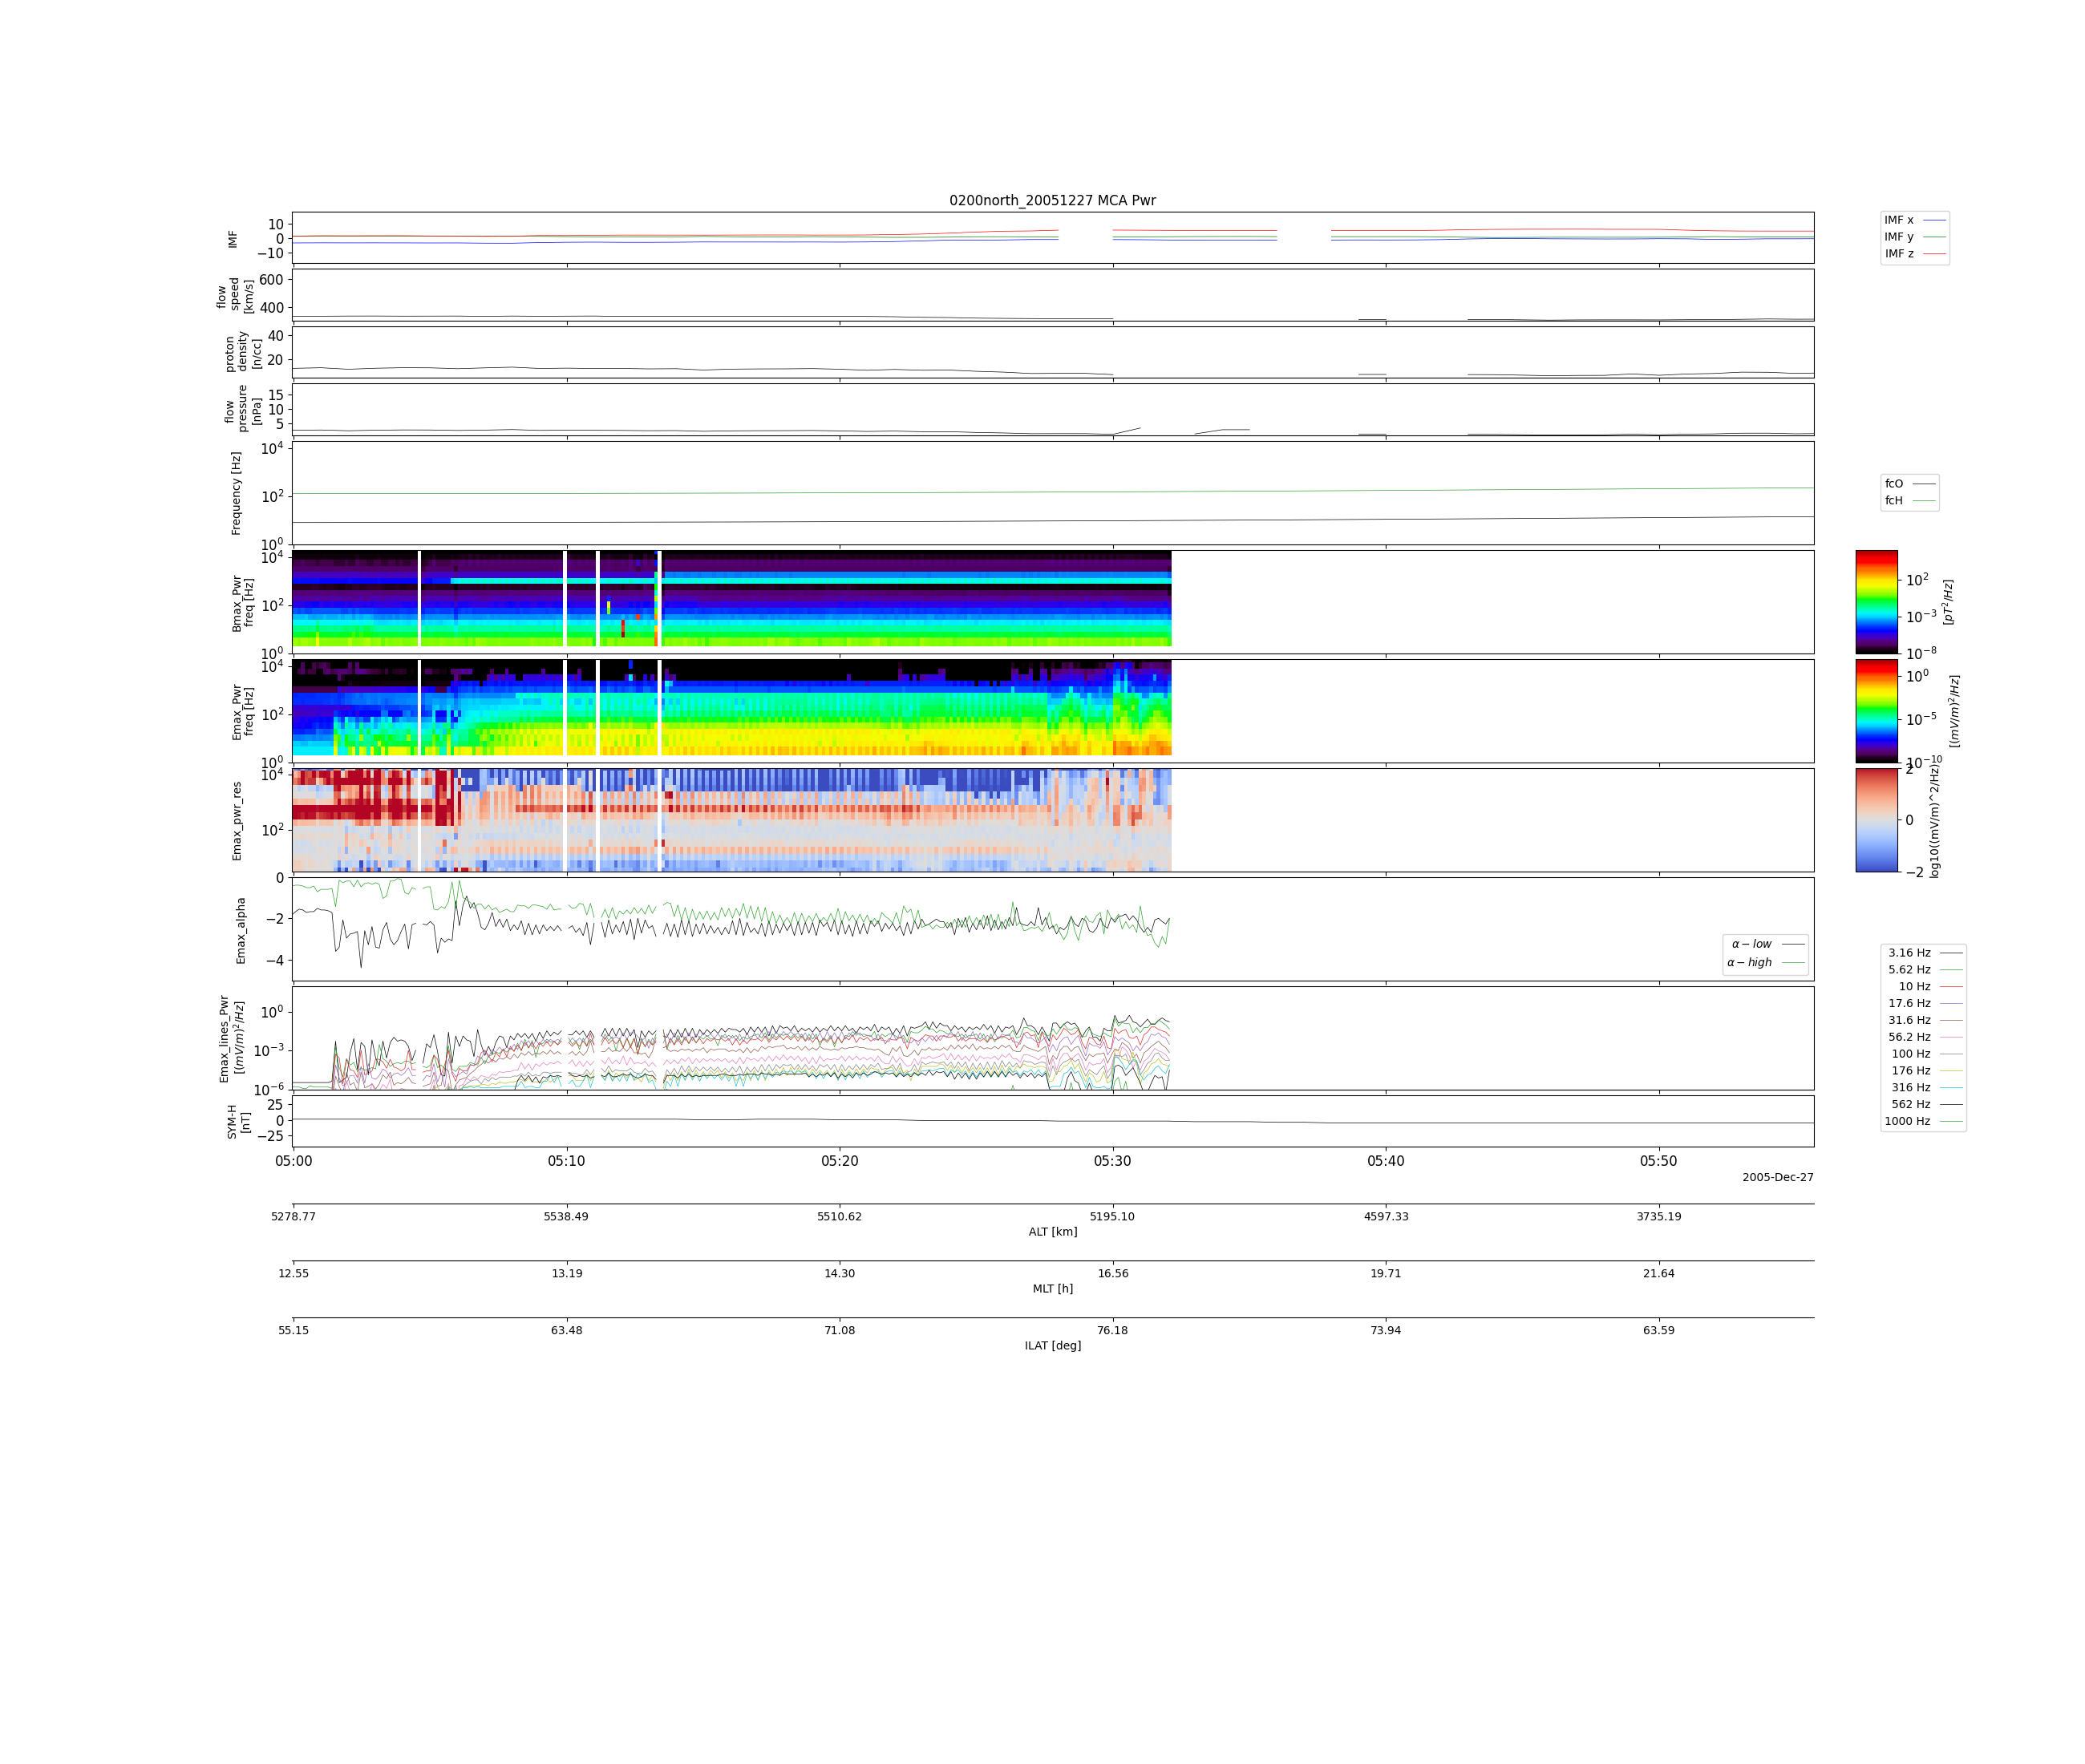 0200north_20051227 MCA Pwr
IMF
10
0
−10
IMF x
IMF y
IMF z
flow
speed
[km/s]
600
400
proton
density
[n/cc]
40
20
flow
pressure
[nPa]
15
10
5
Frequency [Hz]
10^4
10^2
10^0
fcO
fcH
Bmax_Pwr
freq [Hz]
10^4
10^2
10^0
10^2
10^−3
10^−8
[pT^2/Hz]
Emax_Pwr
freq [Hz]
10^4
10^2
10^0
10^0
10^−5
10^−10
[(mV/m)^2/Hz]
Emax_pwr_res
10^4
10^2
2
0
−2
log10((mV/m)^2/Hz)
Emax_alpha
0
−2
−4
α − low
α − high
Emax_lines_Pwr
[(mV/m)^2/Hz]
10^0
10^−3
10^−6
3.16 Hz
5.62 Hz
10 Hz
17.6 Hz
31.6 Hz
56.2 Hz
100 Hz
176 Hz
316 Hz
562 Hz
1000 Hz
SYM-H
[nT]
25
0
−25
05:00 05:10 05:20 05:30 05:40 05:50
2005-Dec-27
5278.77 5538.49 5510.62 5195.10 4597.33 3735.19
ALT [km]
12.55 13.19 14.30 16.56 19.71 21.64
MLT [h]
55.15 63.48 71.08 76.18 73.94 63.59
ILAT [deg]